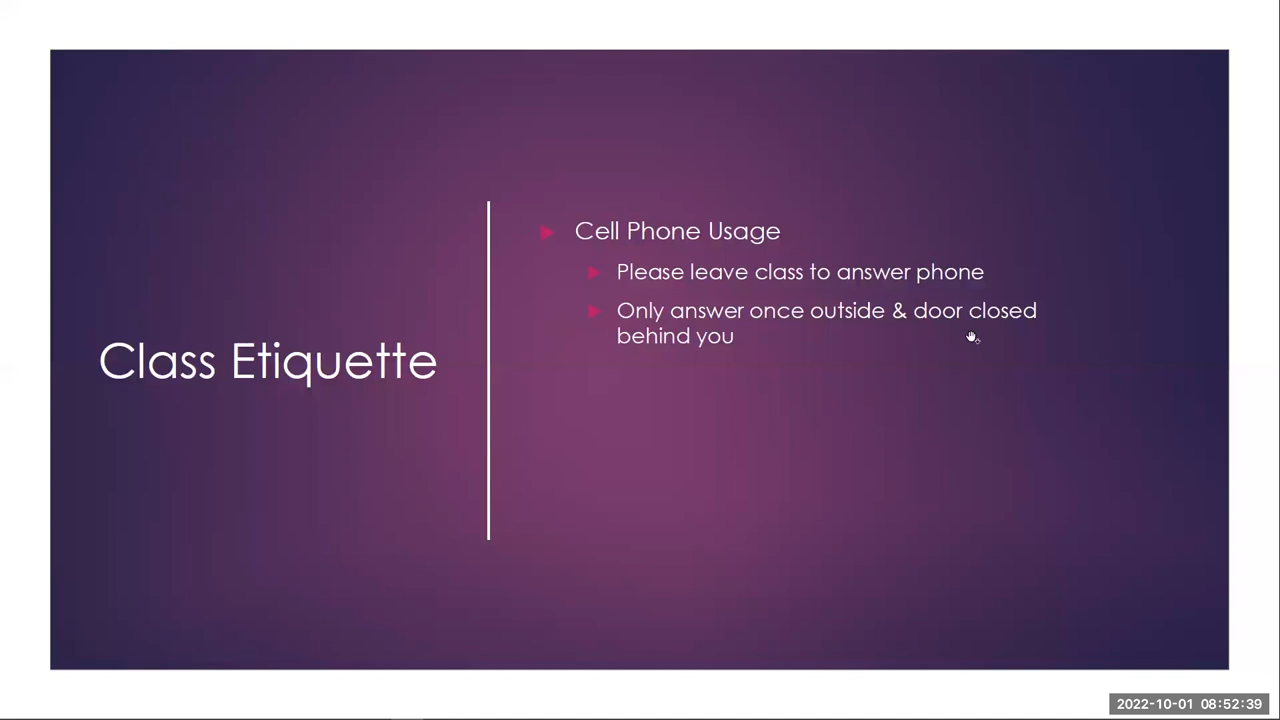 Class Etiquette
Cell Phone Usage
Please leave class to answer phone
Only answer once outside & door closed
behind you
2022-10-01 08:52:39